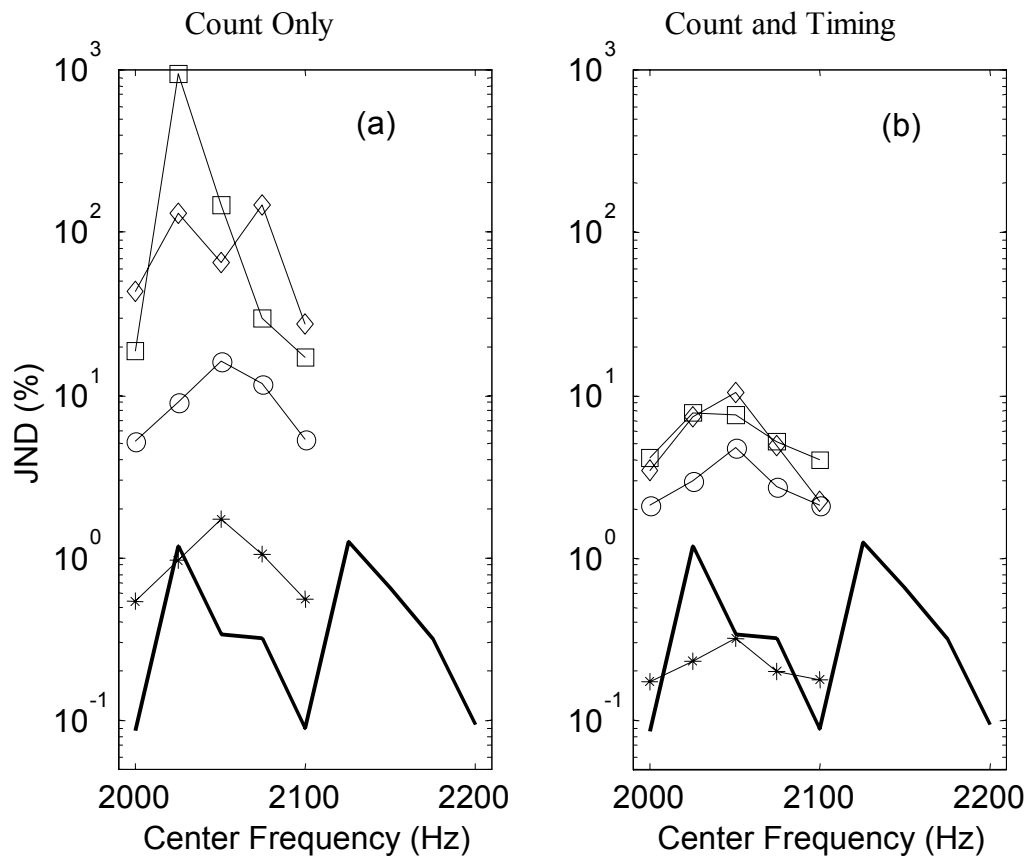 Count Only
Count and Timing
(a)
(b)
10^3
10^2
10^1
10^0
10^-1
10^3
10^2
10^1
10^0
10^-1
JND (%)
2000
2100
2200
2000
2100
2200
Center Frequency (Hz)
Center Frequency (Hz)